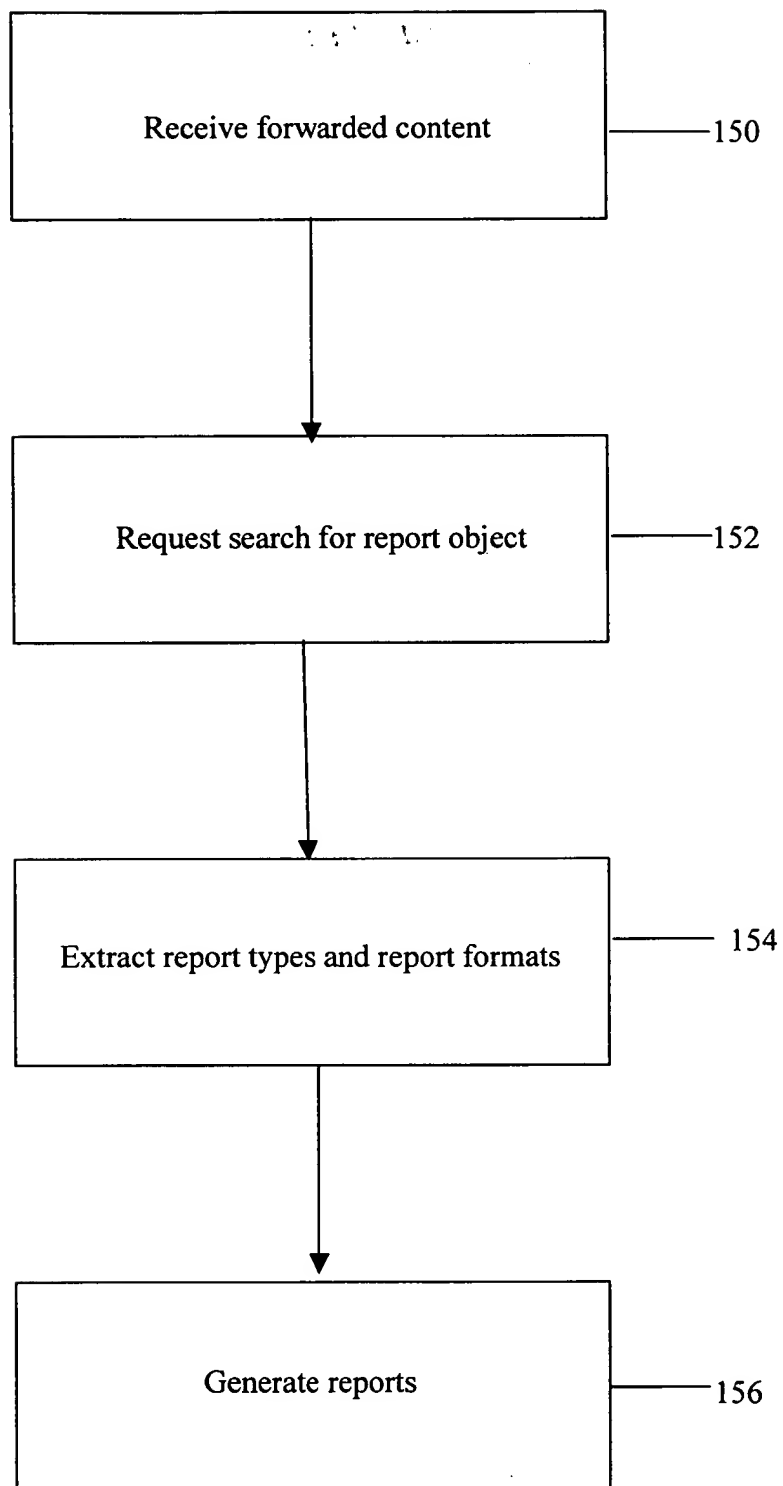 Receive forwarded content
150
Request search for report object
152
Extract report types and report formats
154
Generate reports
156